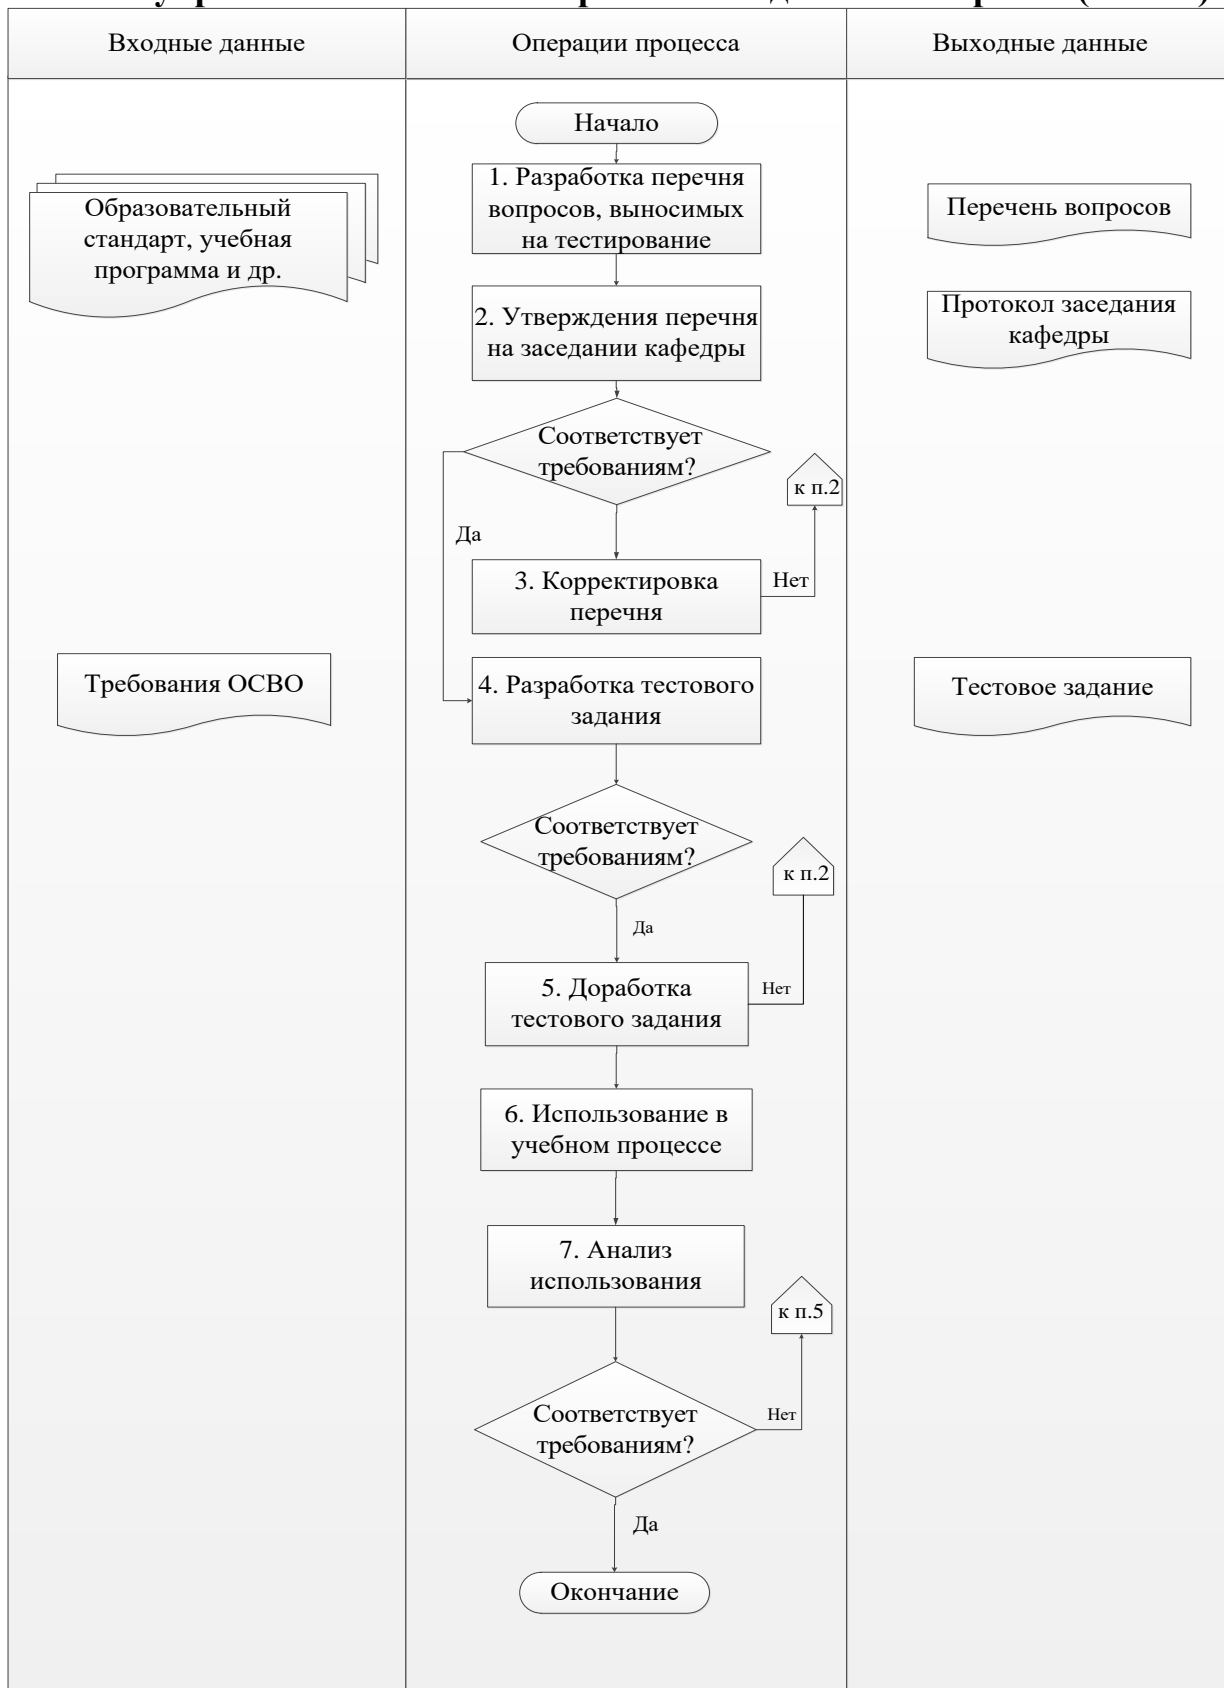 Входные данные
Операции процесса
Выходные данные
Начало
1. Разработка перечня
вопросов, выносимых
на тестирование
Образовательный
стандарт, учебная
программа и др.
Перечень вопросов
2. Утверждения перечня
на заседании кафедры
Протокол заседания
кафедры
Соответствует
требованиям?
к п.2
Да
3. Корректировка
перечня
Нет
Требования ОСВО
4. Разработка тестового
задания
Тестовое задание
Соответствует
требованиям?
к п.2
Да
5. Доработка
тестового задания
Нет
6. Использование в
учебном процессе
7. Анализ
использования
к п.5
Соответствует
требованиям?
Нет
Да
Окончание